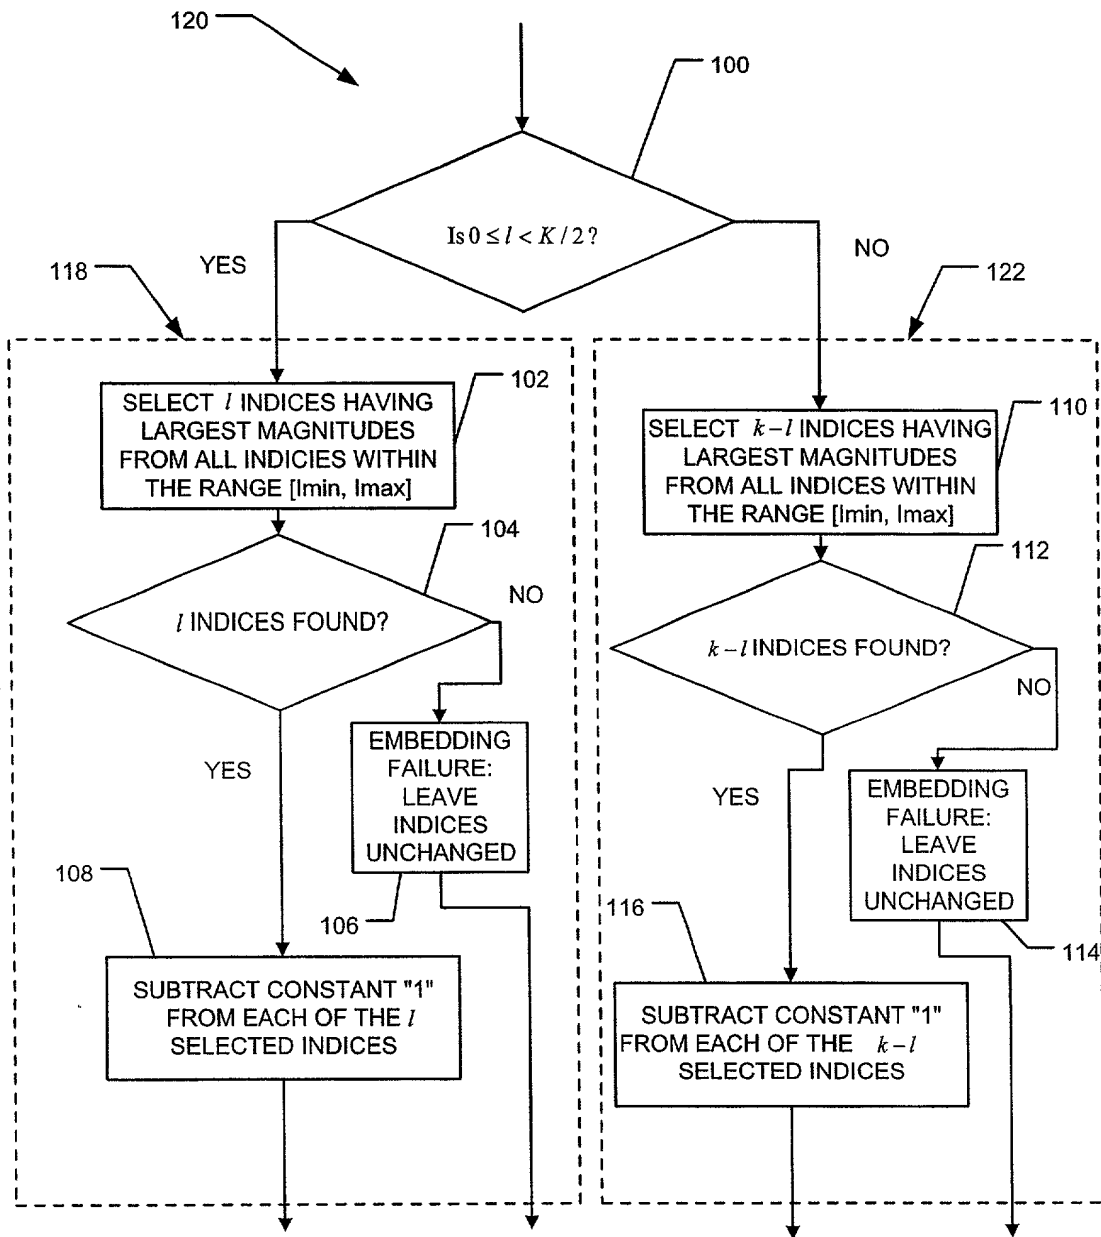 120
100
Is 0 ≤ l < K / 2 ?
YES
NO
118
122
102
SELECT l INDICES HAVING
LARGEST MAGNITUDES
FROM ALL INDICIES WITHIN
THE RANGE [Imin, Imax]
110
SELECT k – l INDICES HAVING
LARGEST MAGNITUDES
FROM ALL INDICES WITHIN
THE RANGE [Imin, Imax]
104
l INDICES FOUND?
NO
112
k – l INDICES FOUND?
NO
YES
EMBEDDING
FAILURE:
LEAVE
INDICES
UNCHANGED
106
YES
EMBEDDING
FAILURE:
LEAVE
INDICES
UNCHANGED
114
108
SUBTRACT CONSTANT "1"
FROM EACH OF THE l
SELECTED INDICES
116
SUBTRACT CONSTANT "1"
FROM EACH OF THE k – l
SELECTED INDICES